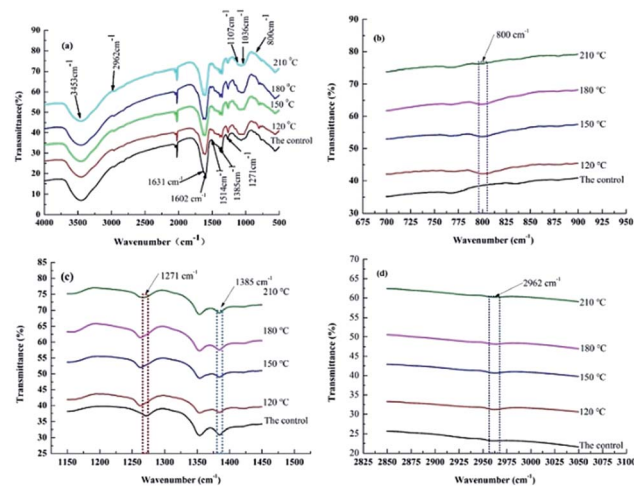 (a)
3453cm⁻¹
2962cm⁻¹
1107cm⁻¹
1036cm⁻¹
800cm⁻¹
210 °C
180 °C
150 °C
120 °C
The control
1631 cm⁻¹
1602 cm⁻¹
1514cm⁻¹
1385cm⁻¹
1271cm⁻¹
Transmittance(%)
80
70
60
50
40
30
20
10
0
4000 3500 3000 2500 2000 1500 1000 500
Wavenumber (cm⁻¹)
(b)
800 cm⁻¹
210 °C
180 °C
150 °C
120 °C
The control
Transmittance (%)
90
80
70
60
50
40
30
700 725 750 775 800 825 850 875 900
Wavenumber (cm⁻¹)
(c)
1271 cm⁻¹
1385 cm⁻¹
210 °C
180 °C
150 °C
120 °C
The control
Transmittance (%)
85
80
75
70
65
60
55
50
45
40
35
30
25
1150 1200 1250 1300 1350 1400 1450 1500
Wavenumber (cm⁻¹)
(d)
2962 cm⁻¹
210 °C
180 °C
150 °C
120 °C
The control
Transmittance (%)
70
65
60
55
50
45
40
35
30
25
20
2825 2850 2875 2900 2925 2950 2975 3000 3025 3050 3075 3100
Wavenumber (cm⁻¹)